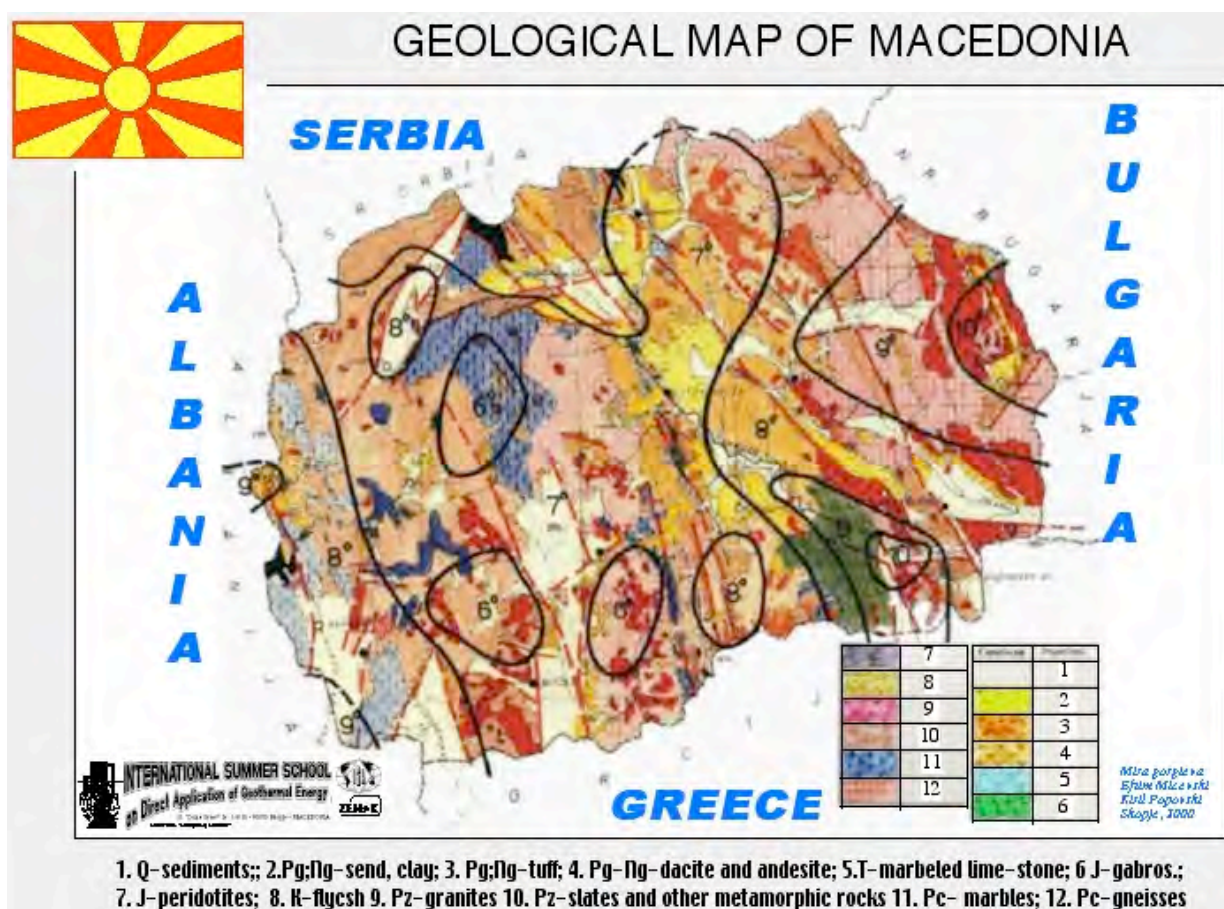 GEOLOGICAL MAP OF MACEDONIA
SERBIA
BULGARIA
ALBANIA
GREECE
7°
8°
6°
9°
10°
8°
7°
9°
8°
6°
6°
8°
10
9°
7
8
9
10
11
12
1
2
3
4
5
6
INTERNATIONAL SUMMER SCHOOL
on Direct Application of Geothermal Energy
Skopje, 2000
1. Q-sediments;; 2.Pg;Ng-send, clay; 3. Pg;Ng-tuff; 4. Pg-Ng-dacite and andesite; 5.T-marbeled lime-stone; 6 J-gabros.;
7. J-peridotites; 8. K-flycsh 9. Pz-granites 10. Pz-slates and other metamorphic rocks 11. Pc- marbles; 12. Pc-gneisses